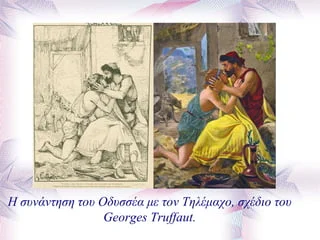 Η συνάντηση του Οδυσσέα με τον Τηλέμαχο, σχέδιο του
Georges Truffaut.